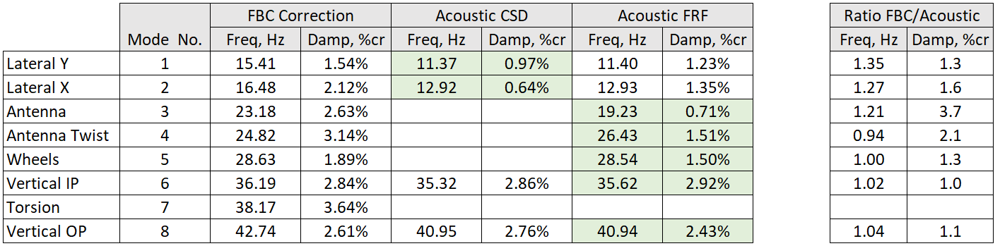 FBC Correction Acoustic CSD Acoustic FRF Ratio FBC/Acoustic
Mode No. Freq, Hz Damp, %cr Freq, Hz Damp, %cr Freq, Hz Damp, %cr Freq, Hz Damp, %cr
Lateral Y 1 15.41 1.54% 11.37 0.97% 11.40 1.23% 1.35 1.3
Lateral X 2 16.48 2.12% 12.92 0.64% 12.93 1.35% 1.27 1.6
Antenna 3 23.18 2.63% 19.23 0.71% 1.21 3.7
Antenna Twist 4 24.82 3.14% 26.43 1.51% 0.94 2.1
Wheels 5 28.63 1.89% 28.54 1.50% 1.00 1.3
Vertical IP 6 36.19 2.84% 35.32 2.86% 35.62 2.92% 1.02 1.0
Torsion 7 38.17 3.64%
Vertical OP 8 42.74 2.61% 40.95 2.76% 40.94 2.43% 1.04 1.1